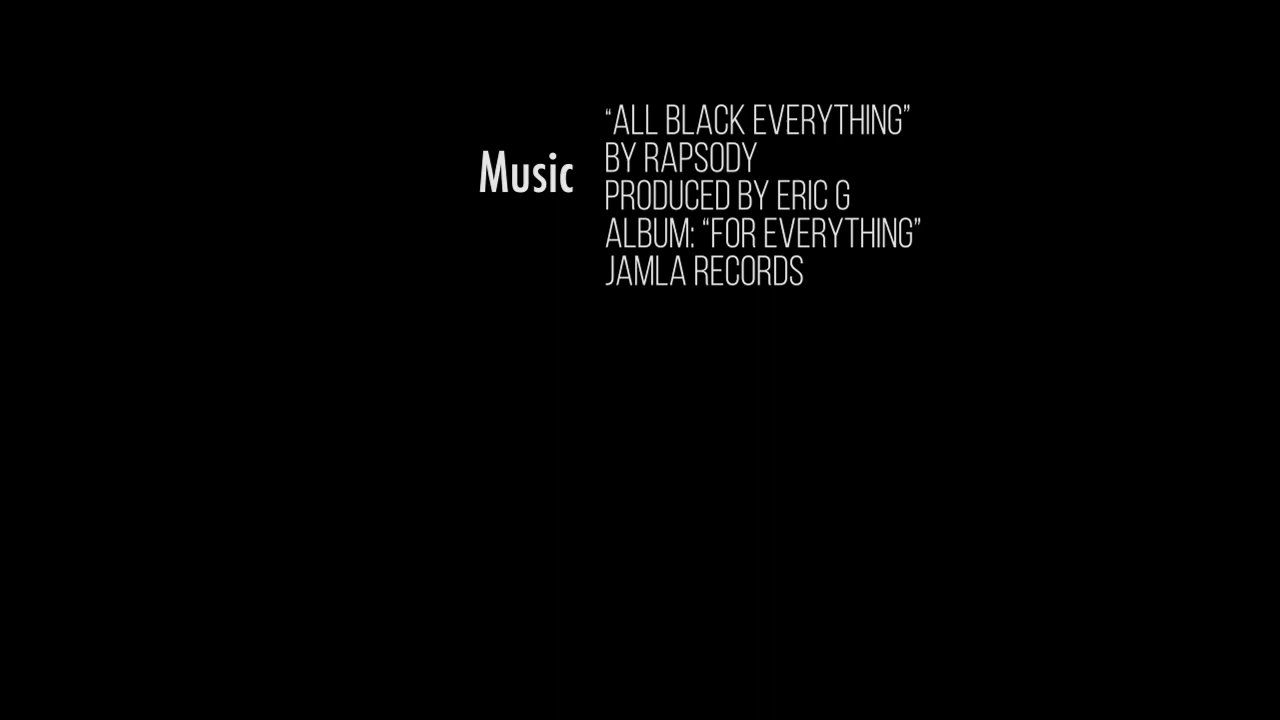 Music
“ALL BLACK EVERYTHING”
BY RAPSODY
PRODUCED BY ERIC G
ALBUM: “FOR EVERYTHING”
JAMLA RECORDS